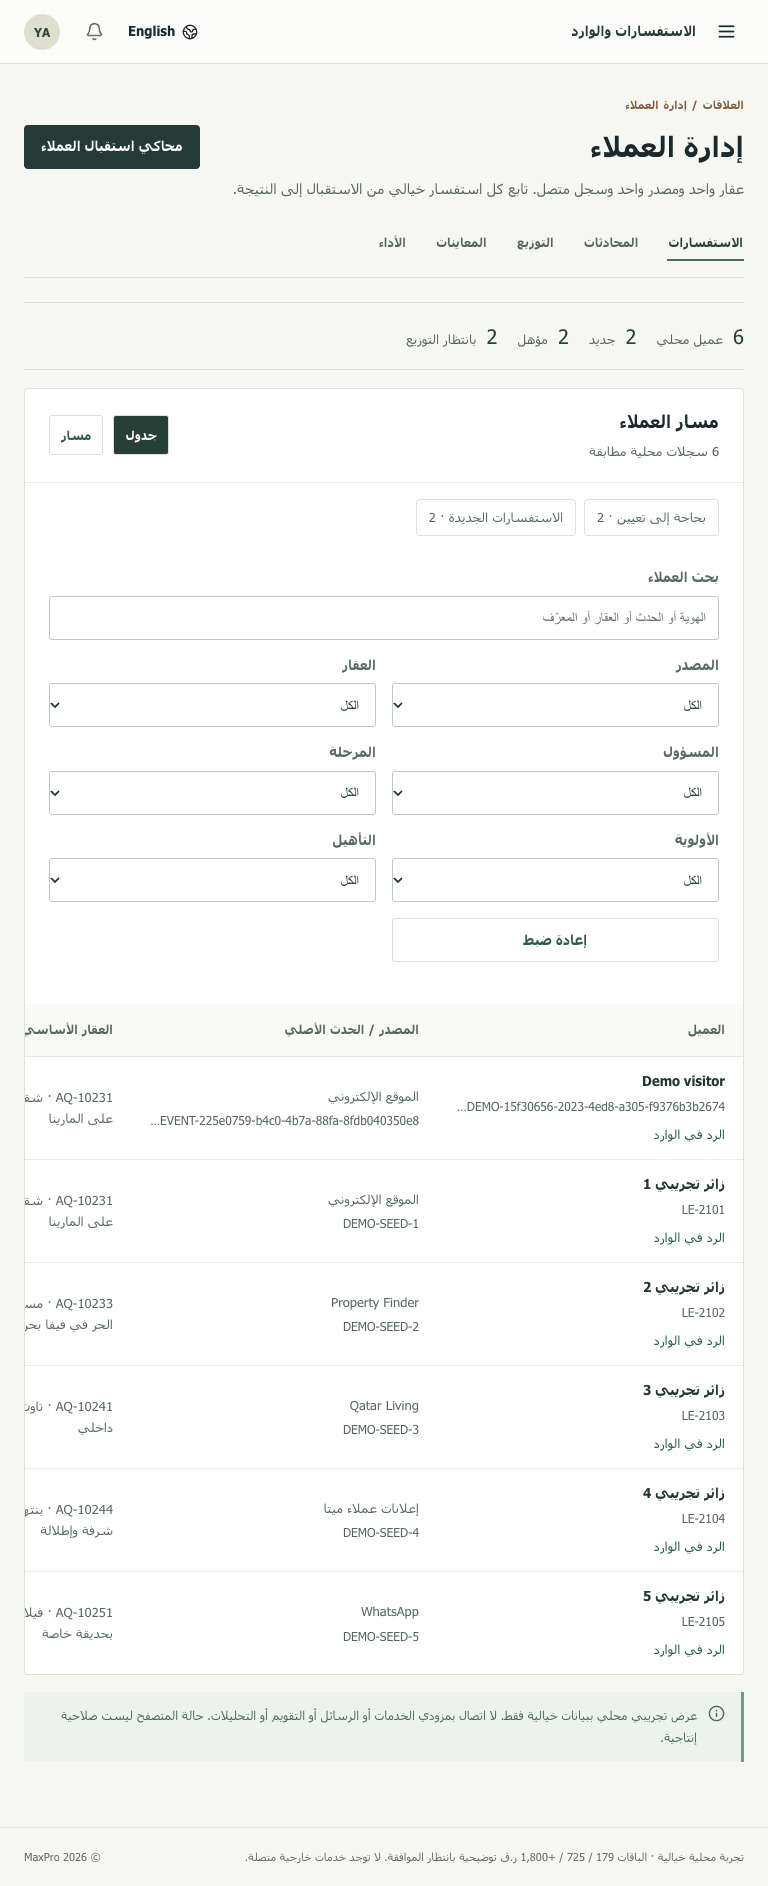 الاستفسارات والوارد
English
YA
العلاقات / إدارة العملاء
إدارة العملاء
محاكي استقبال العملاء
عقار واحد ومصدر واحد وسجل متصل. تابع كل استفسار خيالي من الاستقبال إلى النتيجة.
الاستفسارات المحادثات التوزيع المعاينات الأداء
6 عميل محلي 2 جديد 2 مؤهل 2 بانتظار التوزيع
مسار العملاء
6 سجلات محلية مطابقة
جدول
مسار
بحاجة إلى تعيين · 2
الاستفسارات الجديدة · 2
بحث العملاء
الهوية أو الحدث أو العقار أو المعرّف
المصدر
العقار
الكل
الكل
المسؤول
المرحلة
الكل
الكل
الأولوية
التأهيل
الكل
الكل
إعادة ضبط
العميل
المصدر / الحدث الأصلي
العقار الأساسي
Demo visitor
DEMO-15f30656-2023-4ed8-a305-f9376b3b2674…
الرد في الوارد
الموقع الإلكتروني
EVENT-225e0759-b4c0-4b7a-88fa-8fdb040350e8…
AQ-10231 · شقة
على المارينا
زائر تجريبي 1
LE-2101
الرد في الوارد
الموقع الإلكتروني
DEMO-SEED-1
AQ-10231 · شقة
على المارينا
زائر تجريبي 2
LE-2102
الرد في الوارد
Property Finder
DEMO-SEED-2
AQ-10233 ·
الحر في فيفا
زائر تجريبي 3
LE-2103
الرد في الوارد
Qatar Living
DEMO-SEED-3
AQ-10241 ·
داخلي
زائر تجريبي 4
LE-2104
الرد في الوارد
إعلانات عملاء ميتا
DEMO-SEED-4
AQ-10244 ·
شرفة وإطلالة
زائر تجريبي 5
LE-2105
الرد في الوارد
WhatsApp
DEMO-SEED-5
AQ-10251 · فيلا
بحديقة خاصة
عرض تجريبي محلي ببيانات خيالية فقط. لا اتصال بمزودي الخدمات أو الرسائل أو التقويم أو التحليلات. حالة المتصفح ليست صلاحية
إنتاجية.
تجربة محلية خيالية · الباقات 179 / 725 / +1,800 ر.ق توضيحية بانتظار الموافقة. لا توجد خدمات خارجية متصلة.
© 2026 MaxPro